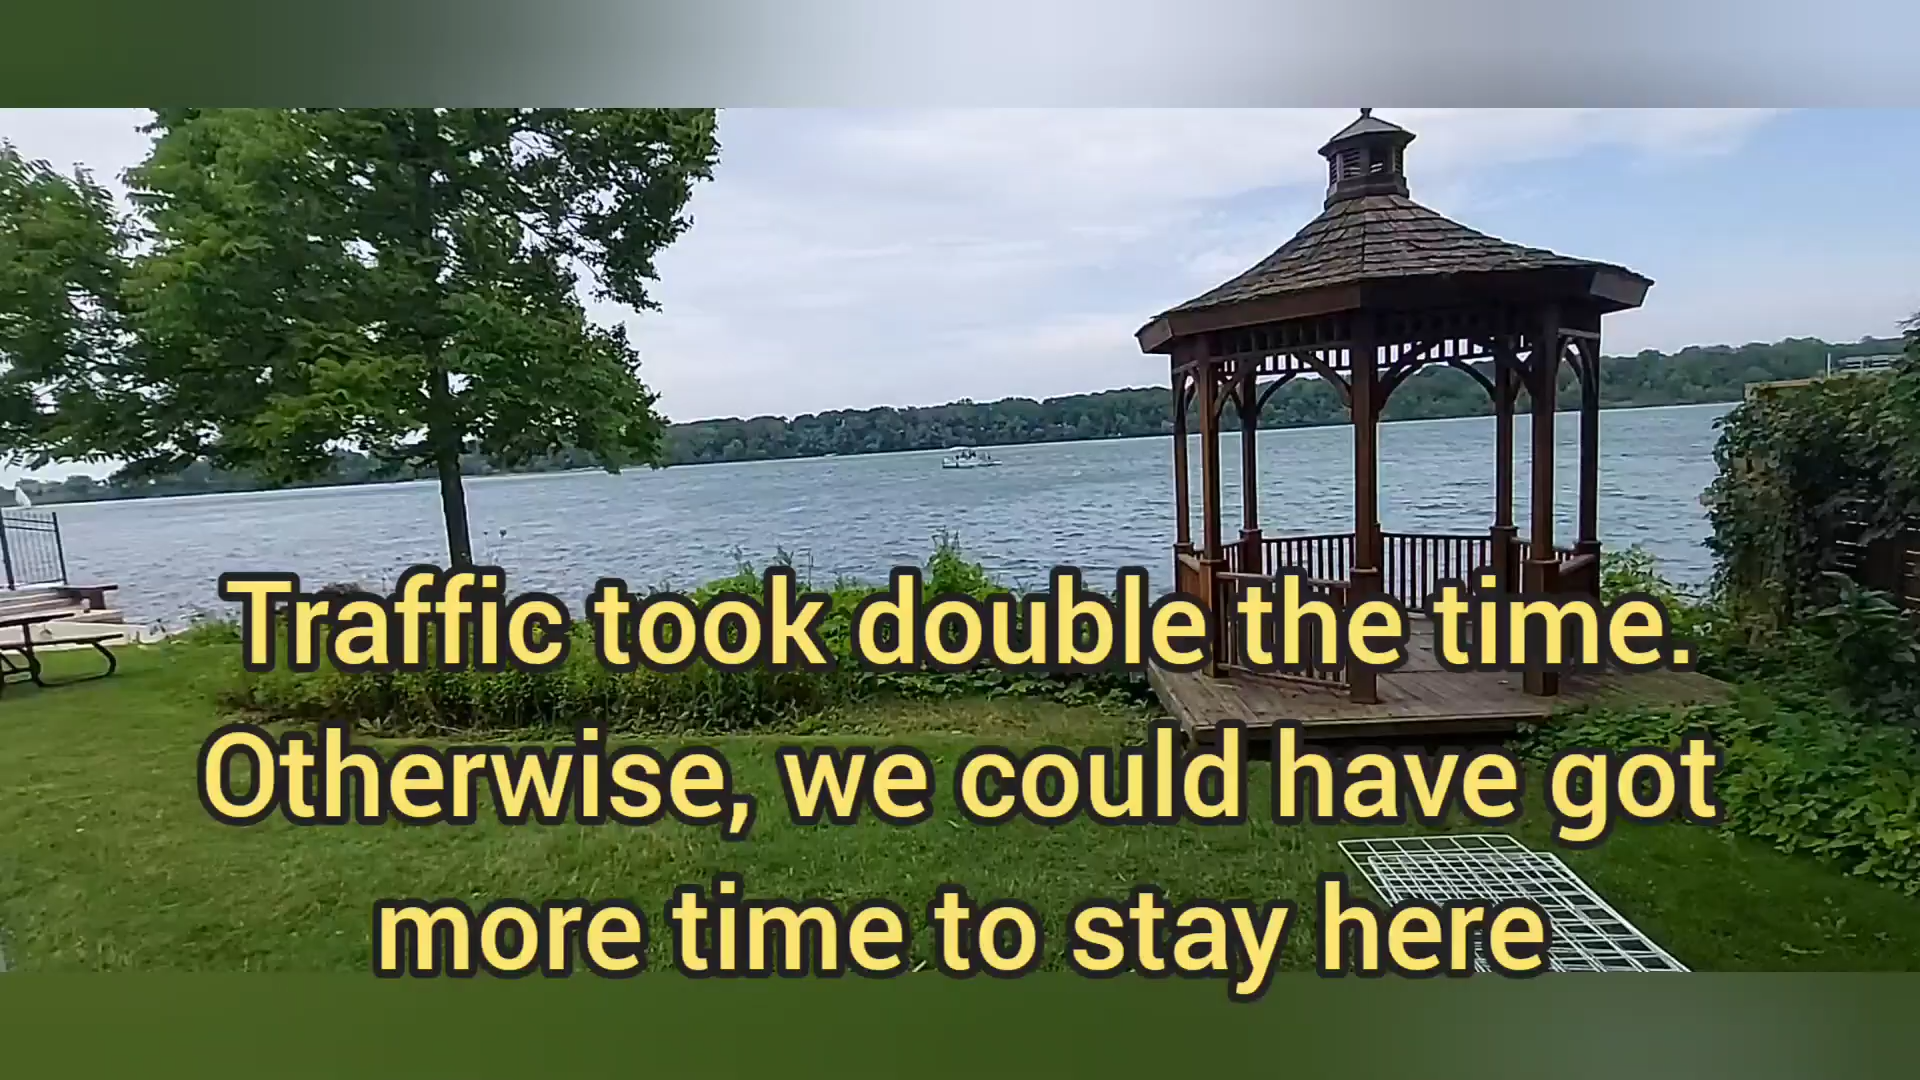 Traffic took double the time.
Otherwise, we could have got
more time to stay here